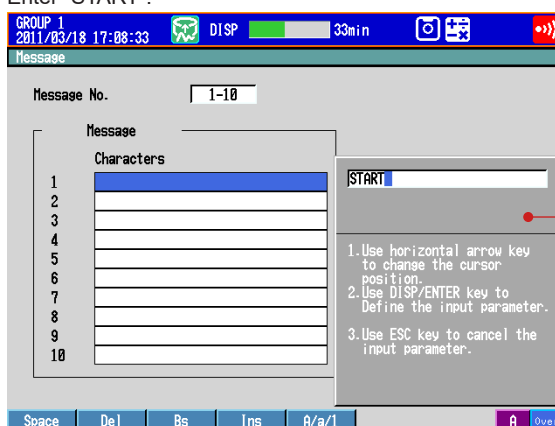 Enter "START".
GROUP 1
2011/03/18 17:08:33 DISP 33min
Message
Message No. 1-10
Message
Characters
1
2
3
4
5
6
7
8
9
10
START
1.Use horizontal arrow key
to change the cursor
position.
2.Use DISP/ENTER key to
Define the input parameter.
3.Use ESC key to cancel the
input parameter.
Space Del Bs Ins A/a/1 A